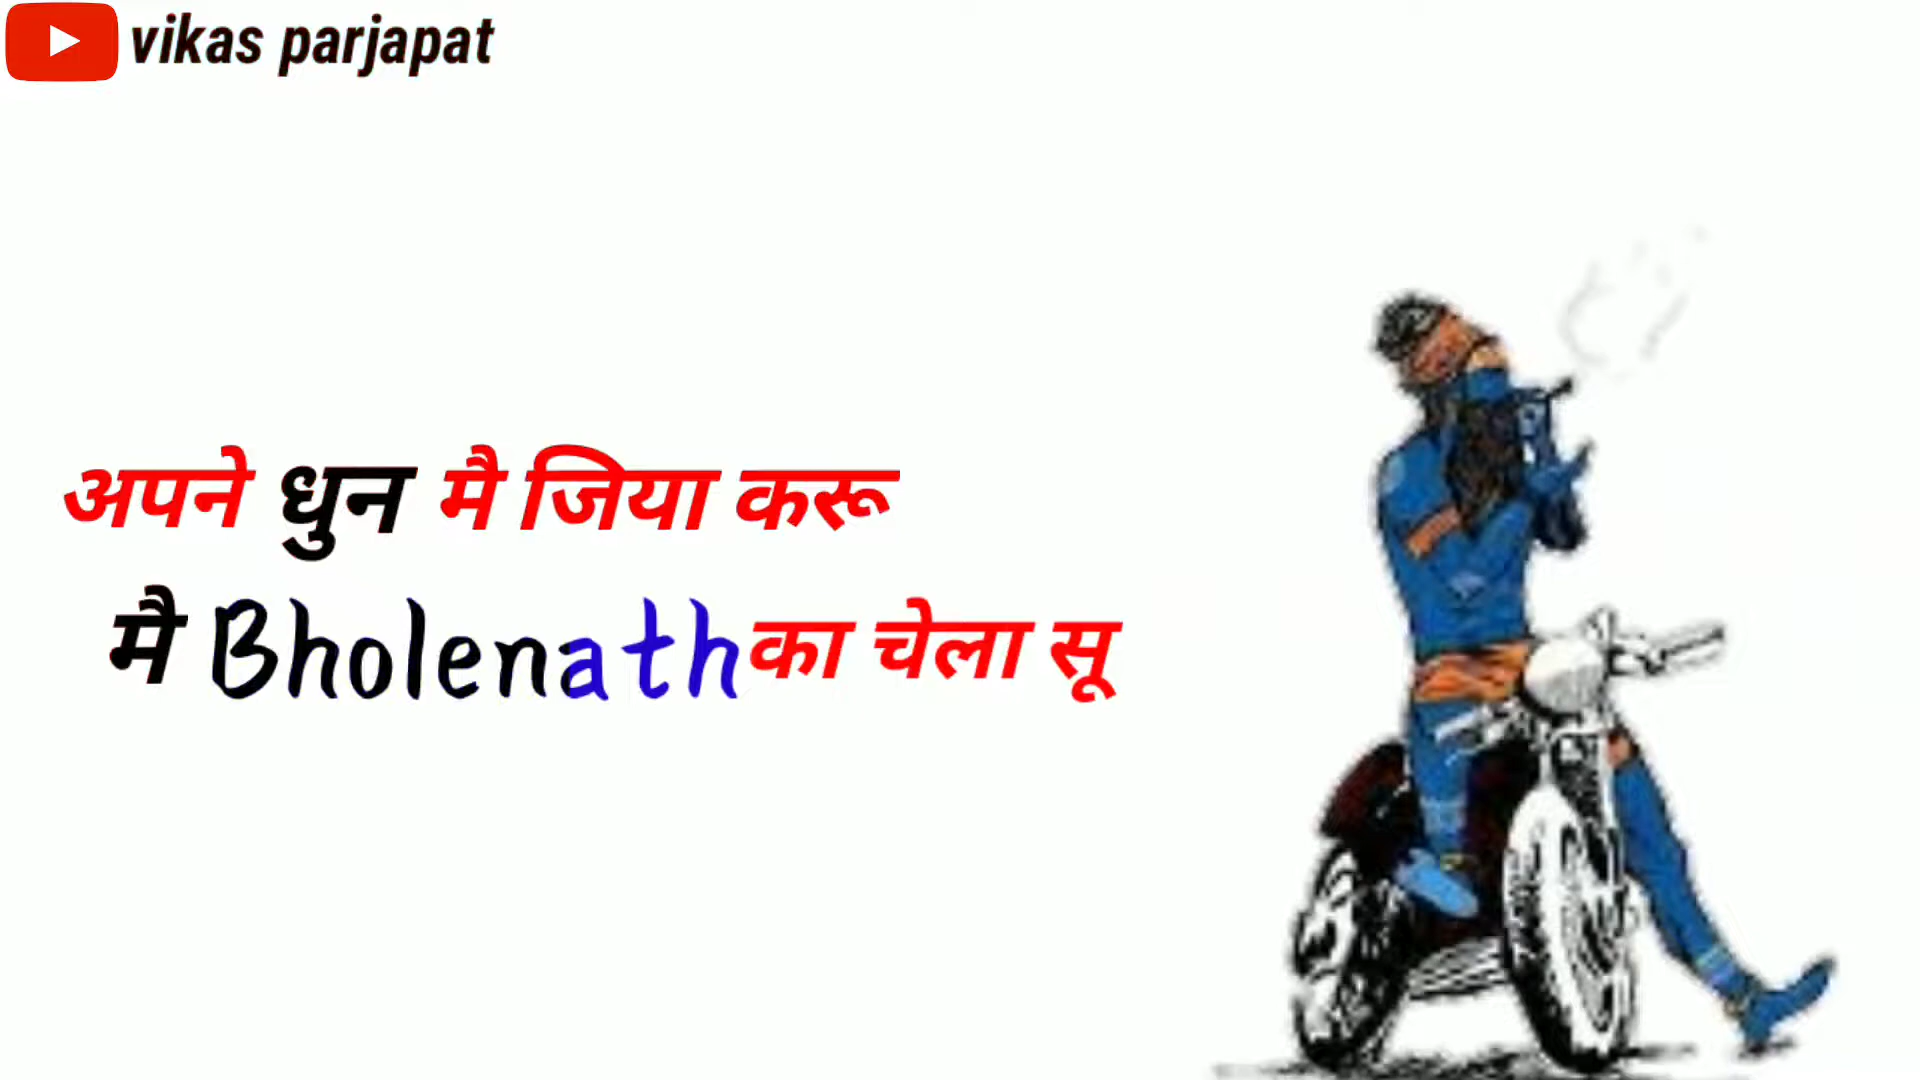 vikas parjapat
अपने धुन मै जिया करू
मै Bholenath का चेला सू